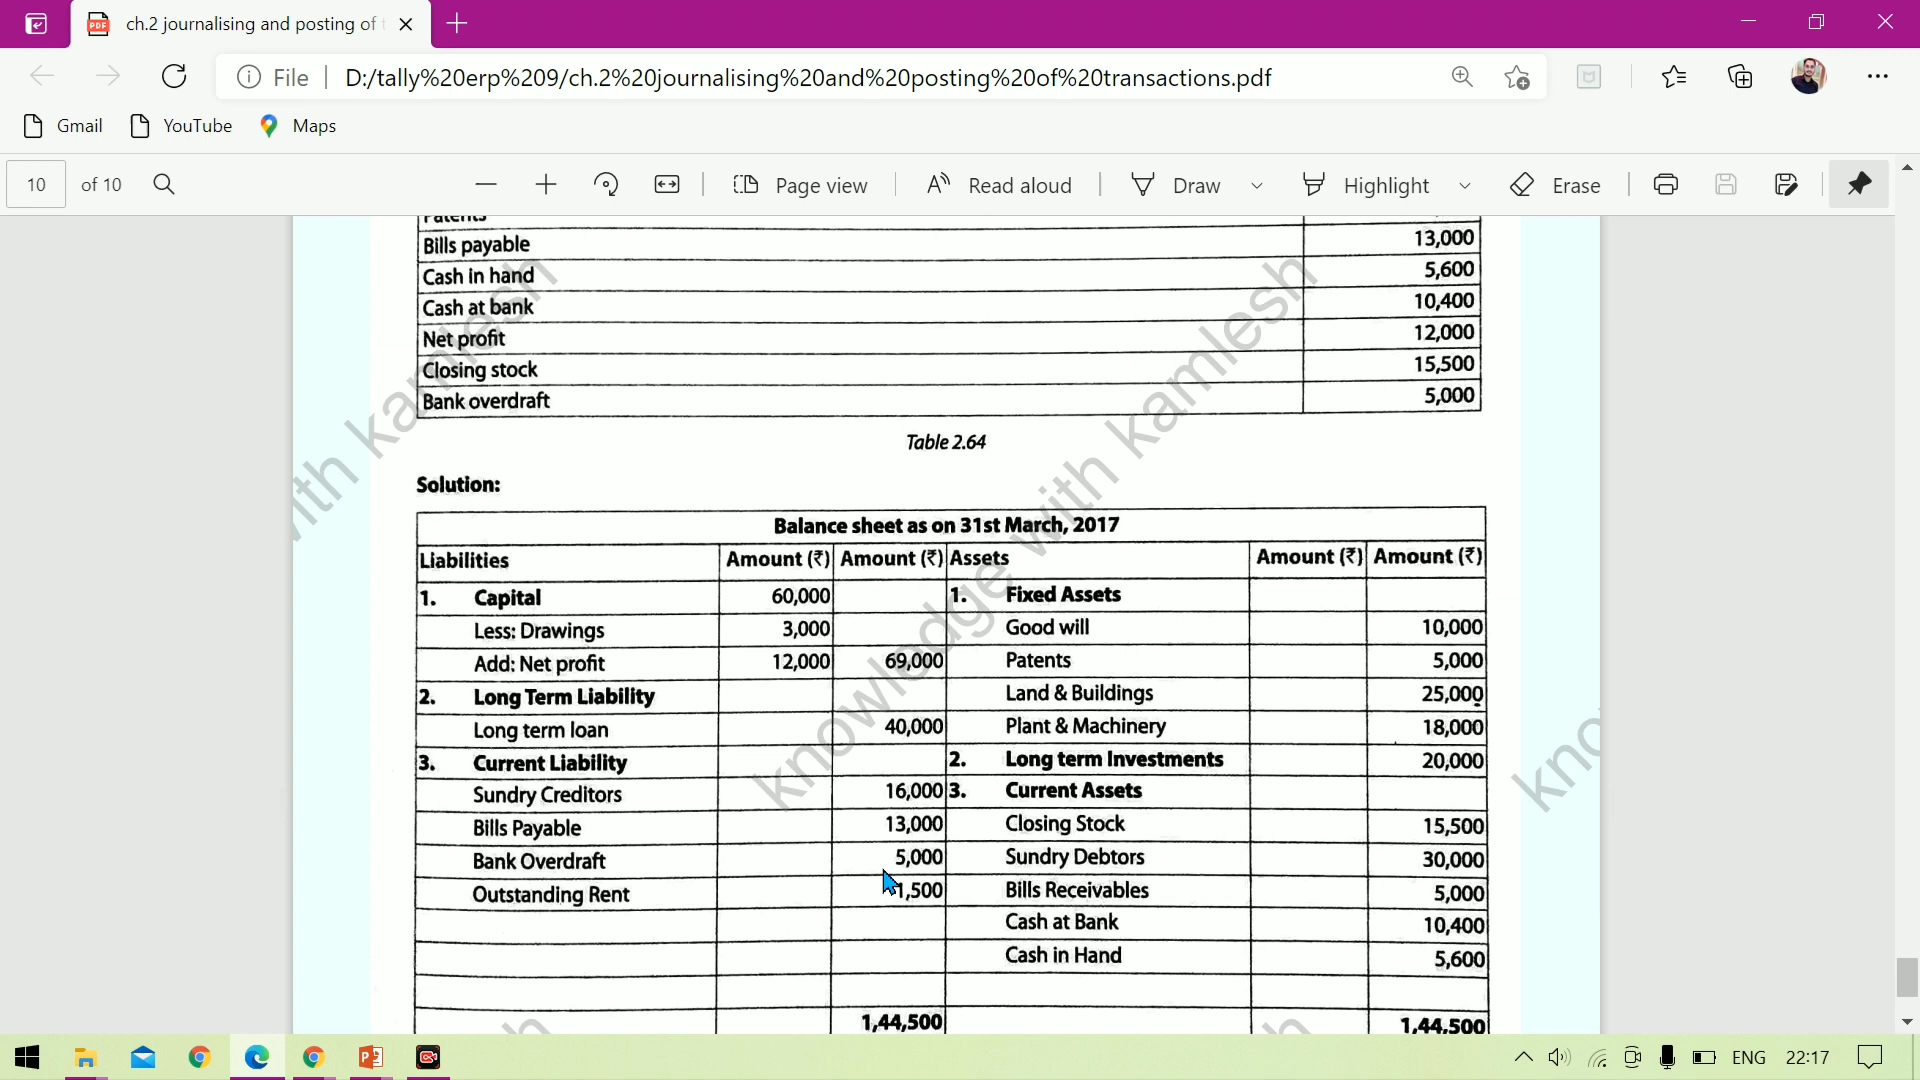 ch.2 journalising and posting of t
File
D:/tally%20erp%209/ch.2%20journalising%20and%20posting%20of%20transactions.pdf
Gmail YouTube Maps
10 of 10 Page view Read aloud Draw Highlight Erase
Patents
Bills payable 13,000
Cash in hand 5,600
Cash at bank 10,400
Net profit 12,000
Closing stock 15,500
Bank overdraft 5,000
Table 2.64
Solution:
Balance sheet as on 31st March, 2017
Liabilities Amount (₹) Amount (₹) Assets Amount (₹) Amount (₹)
1. Capital 60,000 1. Fixed Assets
Less: Drawings 3,000 Good will 10,000
Add: Net profit 12,000 69,000 Patents 5,000
2. Long Term Liability Land & Buildings 25,000
Long term loan 40,000 Plant & Machinery 18,000
3. Current Liability 2. Long term Investments 20,000
Sundry Creditors 16,000 3. Current Assets
Bills Payable 13,000 Closing Stock 15,500
Bank Overdraft 5,000 Sundry Debtors 30,000
Outstanding Rent 1,500 Bills Receivables 5,000
Cash at Bank 10,400
Cash in Hand 5,600
1,44,500 1,44,500
with kamlesh
knowledge with kamlesh
kno
ENG 22:17